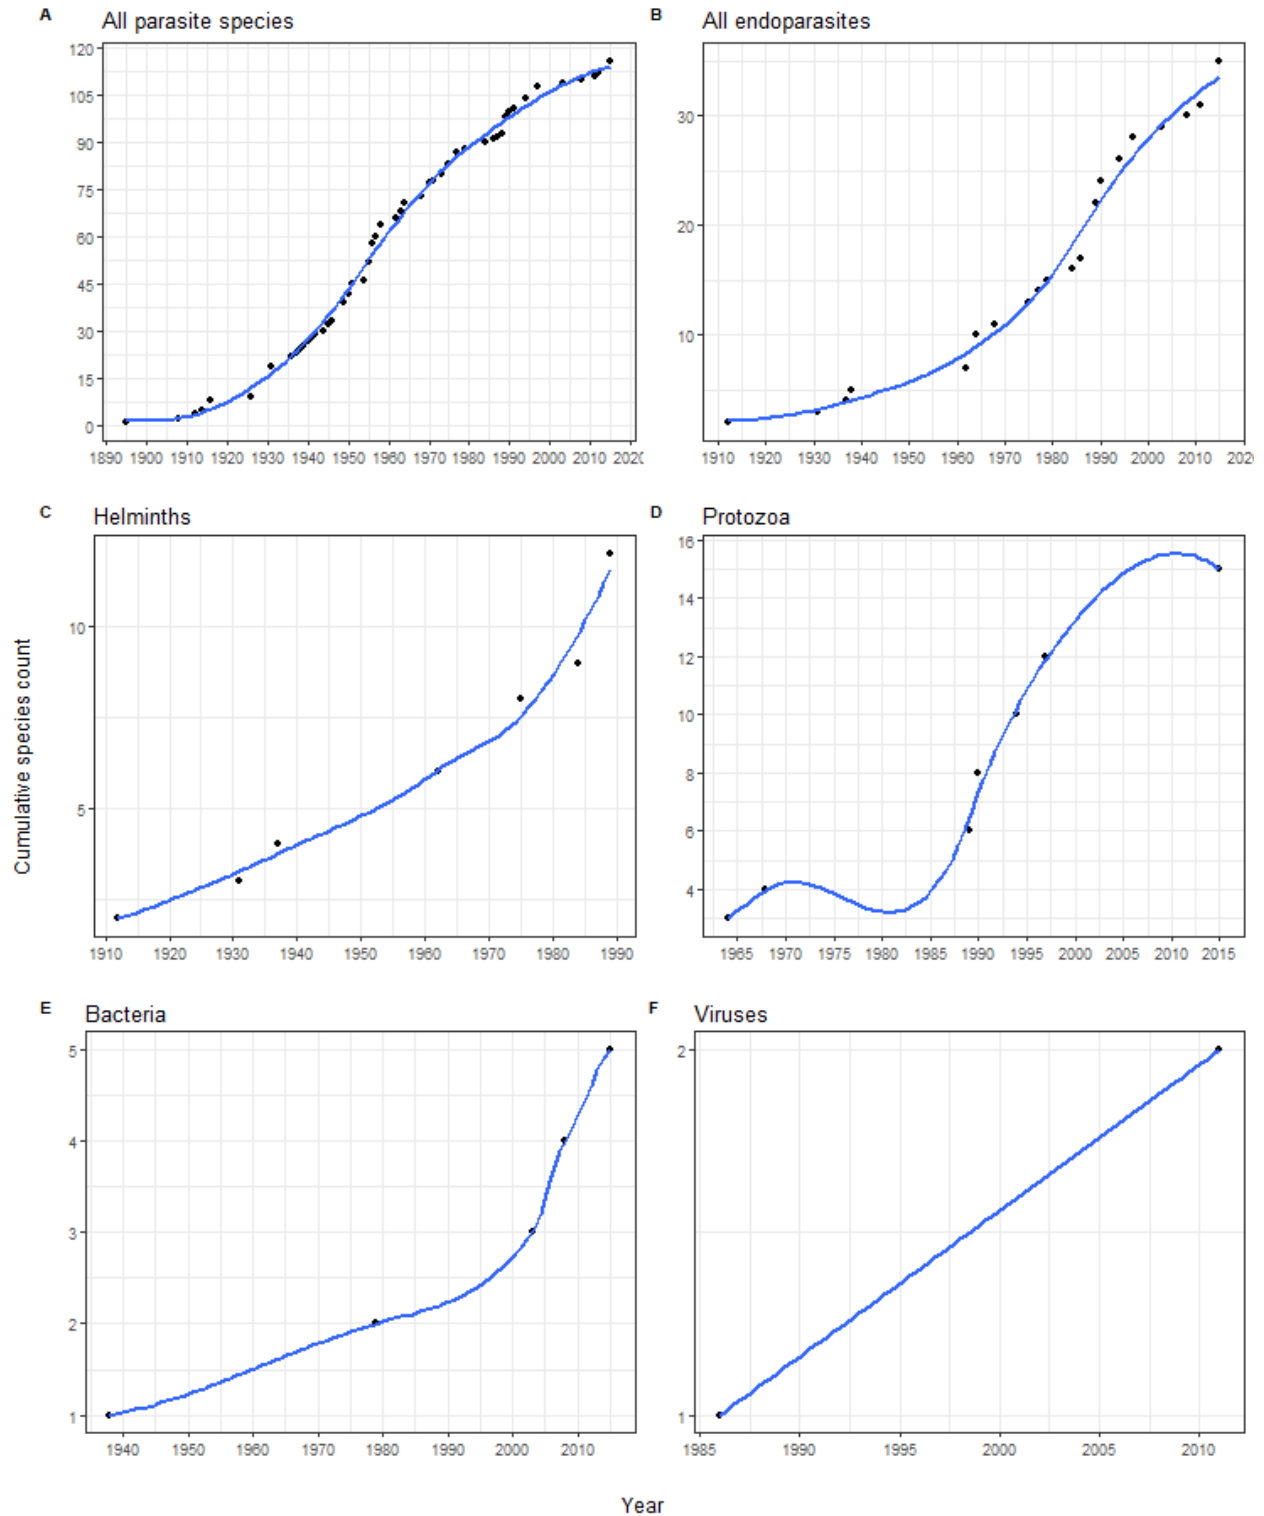 A All parasite species
120
105
90
75
60
45
30
15
0
1890 1900 1910 1920 1930 1940 1950 1960 1970 1980 1990 2000 2010 2020
B All endoparasites
30
20
10
1910 1920 1930 1940 1950 1960 1970 1980 1990 2000 2010 202
C Helminths
10
5
1910 1920 1930 1940 1950 1960 1970 1980 1990
D Protozoa
16
14
12
10
8
6
4
1965 1970 1975 1980 1985 1990 1995 2000 2005 2010 2015
Cumulative species count
E Bacteria
5
4
3
2
1
1940 1950 1960 1970 1980 1990 2000 2010
F Viruses
2
1
1985 1990 1995 2000 2005 2010
Year